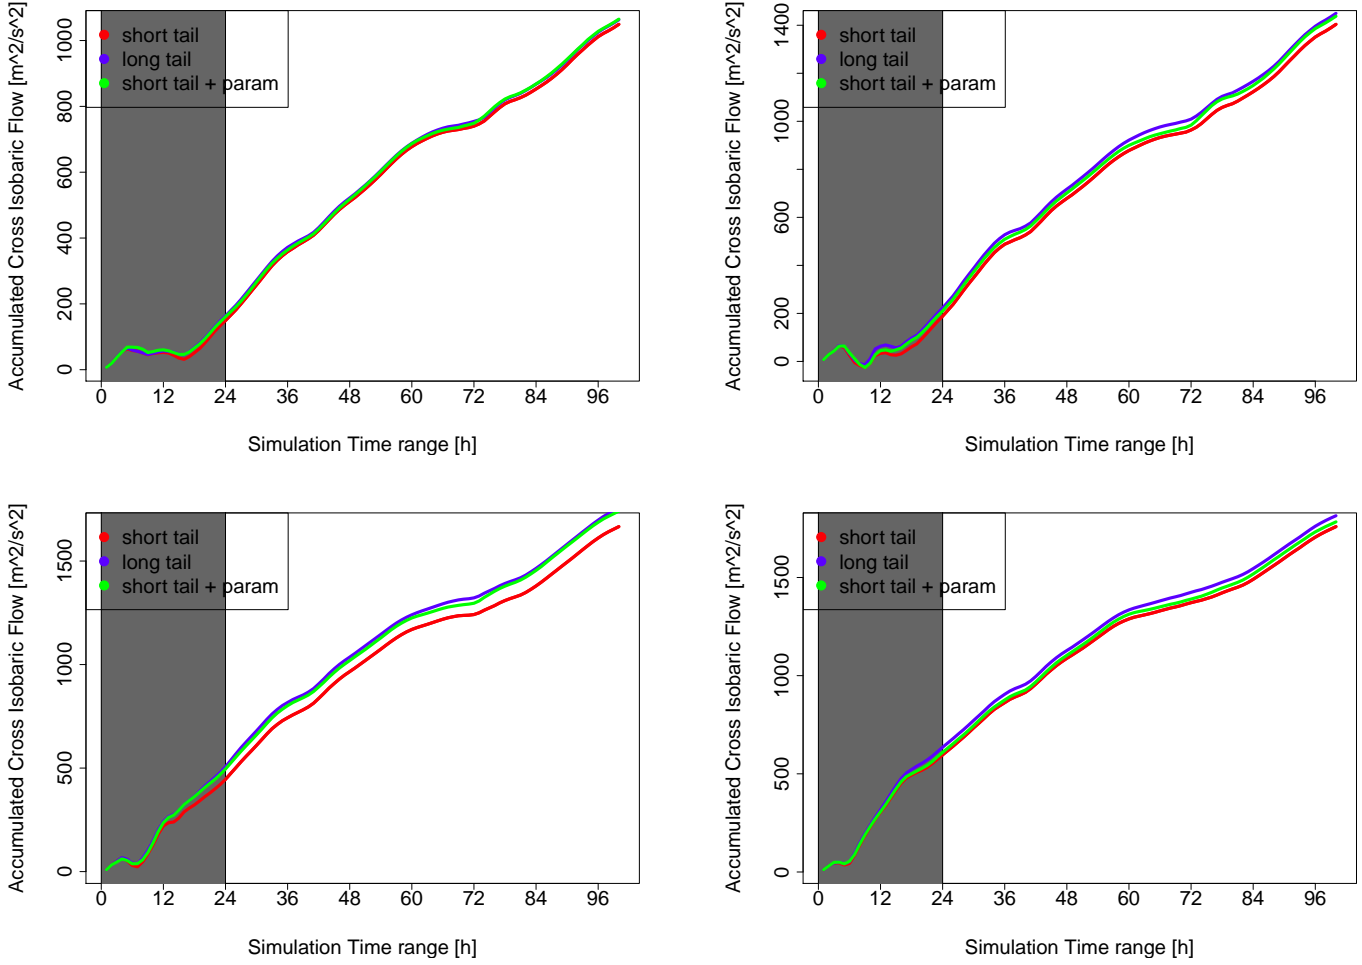 Accumulated Cross Isobaric Flow [m^2/s^2]
0 200 400 600 800 1000
short tail
long tail
short tail + param
0 12 24 36 48 60 72 84 96
Simulation Time range [h]
Accumulated Cross Isobaric Flow [m^2/s^2]
0 200 600 1000 1400
short tail
long tail
short tail + param
0 12 24 36 48 60 72 84 96
Simulation Time range [h]
Accumulated Cross Isobaric Flow [m^2/s^2]
0 500 1000 1500
short tail
long tail
short tail + param
0 12 24 36 48 60 72 84 96
Simulation Time range [h]
Accumulated Cross Isobaric Flow [m^2/s^2]
0 500 1000 1500
short tail
long tail
short tail + param
0 12 24 36 48 60 72 84 96
Simulation Time range [h]